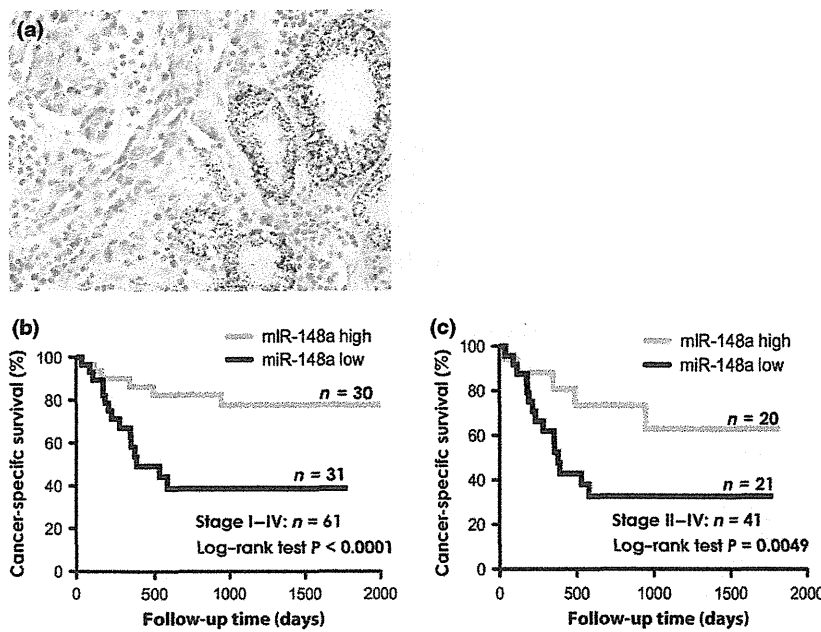 (a)
(b)
miR-148a high
miR-148a low
Cancer-specifc survival (%)
100
80
60
40
20
0
n = 30
n = 31
Stage I–IV: n = 61
Log–rank test P < 0.0001
0
500
1000
1500
2000
Follow-up time (days)
(c)
miR-148a high
miR-148a low
Cancer-specifc survival (%)
100
80
60
40
20
0
n = 20
n = 21
Stage II–IV: n = 41
Log–rank test P = 0.0049
0
500
1000
1500
2000
Follow-up time (days)